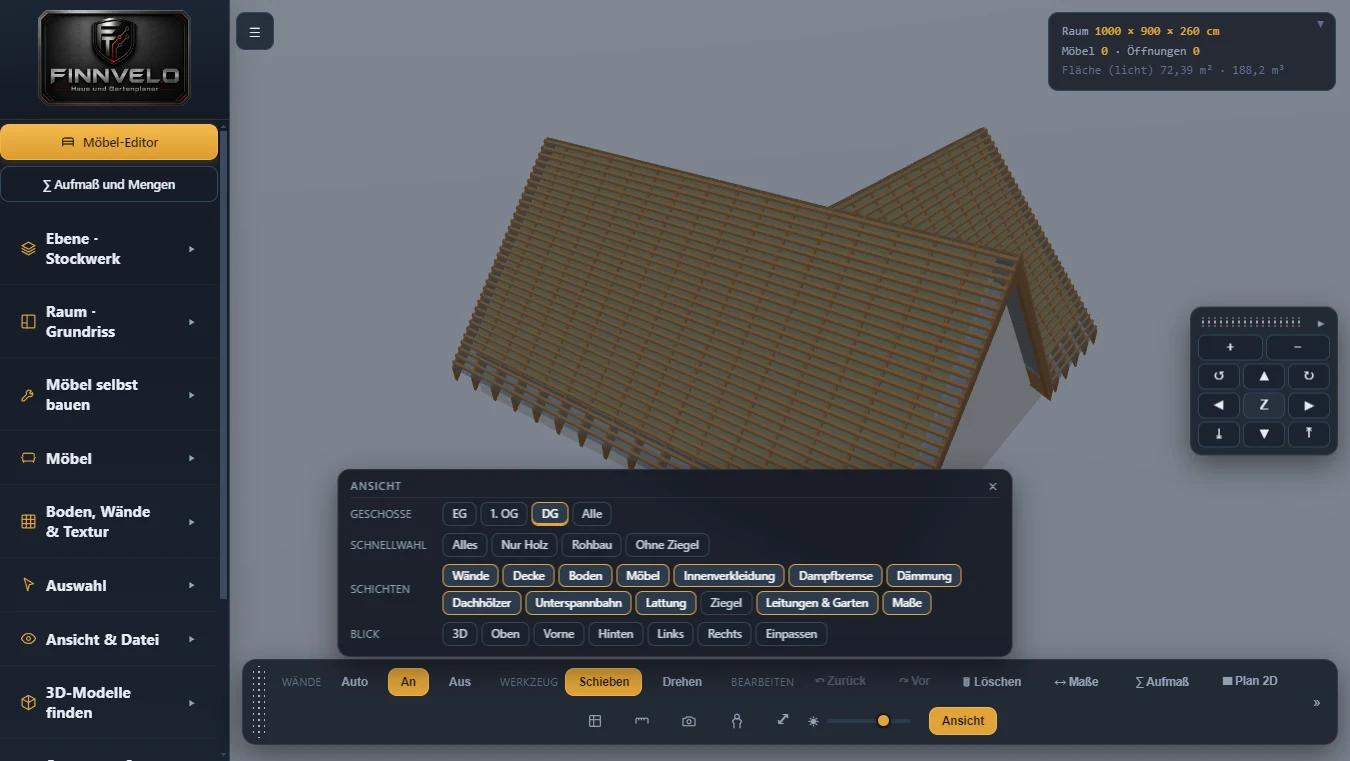 FINNVELO
Haus und Gartenplaner
Möbel-Editor
∑ Aufmaß und Mengen
Ebene ·
Stockwerk
Raum ·
Grundriss
Möbel selbst
bauen
Möbel
Boden, Wände
& Textur
Auswahl
Ansicht & Datei
3D-Modelle
finden
Raum 1000 × 900 × 260 cm
Möbel 0 · Öffnungen 0
Fläche (licht) 72,39 m² · 188,2 m³
+ −
Z
ANSICHT ×
GESCHOSSE EG 1. OG DG Alle
SCHNELLWAHL Alles Nur Holz Rohbau Ohne Ziegel
SCHICHTEN Wände Decke Boden Möbel Innenverkleidung Dampfbremse Dämmung
Dachhölzer Unterspannbahn Lattung Ziegel Leitungen & Garten Maße
BLICK 3D Oben Vorne Hinten Links Rechts Einpassen
WÄNDE Auto An Aus WERKZEUG Schieben Drehen BEARBEITEN Zurück Vor Löschen ↔ Maße ∑ Aufmaß Plan 2D »
Ansicht